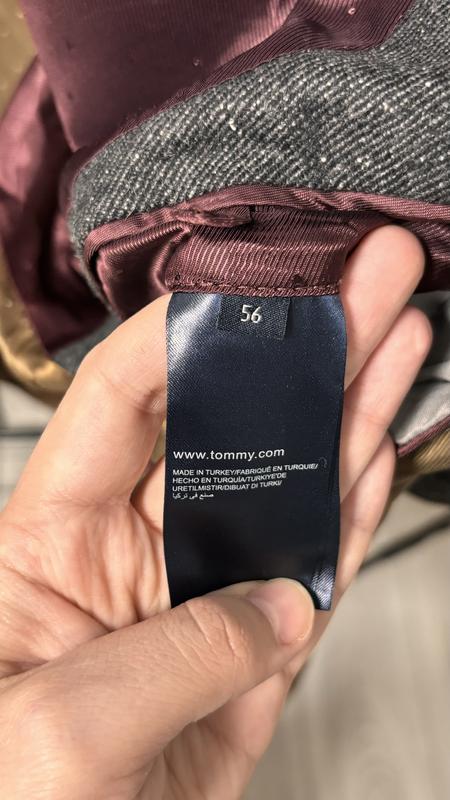 56
www.tommy.com
MADE IN TURKEY/FABRIQUÉ EN TURQUIE/
HECHO EN TURQUÍA/TURKIYE'DE
URETILMISTIR/DIBUAT DI TURKI/
صنع في تركيا